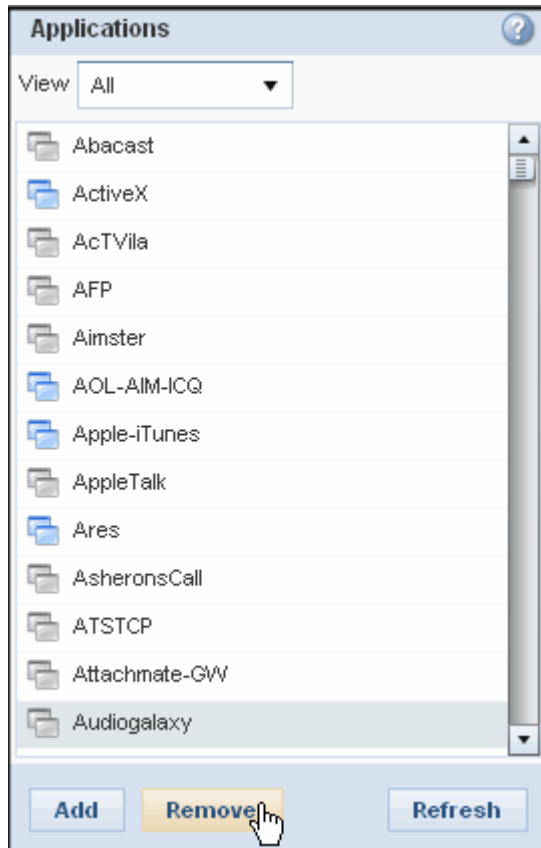 Applications
?
View All
Abacast
ActiveX
AcTVila
AFP
Aimster
AOL-AIM-ICQ
Apple-iTunes
AppleTalk
Ares
AsheronsCall
ATSTCP
Attachmate-GW
Audiogalaxy
Add Remove Refresh